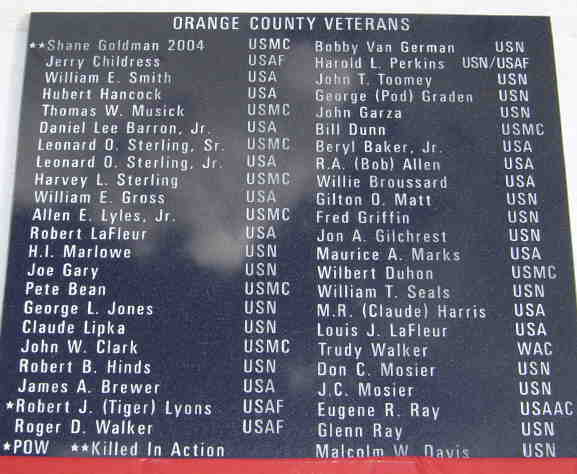 ORANGE COUNTY VETERANS
**Shane Goldman 2004 USMC
Jerry Childress USAF
William E. Smith USA
Hubert Hancock USA
Thomas W. Musick USMC
Daniel Lee Barron, Jr. USA
Leonard O. Sterling, Sr. USMC
Leonard O. Sterling, Jr. USA
Harvey L. Sterling USMC
William E. Gross USA
Allen E. Lyles, Jr. USMC
Robert LaFleur USA
H.I. Marlowe USN
Joe Gary USN
Pete Bean USMC
George L. Jones USN
Claude Lipka USN
John W. Clark USMC
Robert B. Hinds USN
James A. Brewer USA
*Robert J. (Tiger) Lyons USAF
Roger D. Walker USAF
*POW **Killed In Action
Bobby Van German USN
Harold L. Perkins USN/USAF
John T. Toomey USN
George (Pod) Graden USN
John Garza USN
Bill Dunn USMC
Beryl Baker, Jr. USA
R.A. (Bob) Allen USA
Willie Broussard USA
Gilton O. Matt USN
Fred Griffin USN
Jon A. Gilchrest USN
Maurice A. Marks USA
Wilbert Duhon USMC
William T. Seals USN
M.R. (Claude) Harris USA
Louis J. LaFleur USA
Trudy Walker WAC
Don C. Mosier USN
J.C. Mosier USN
Eugene R. Ray USAAC
Glenn Ray USN
Malcolm W. Davis USN